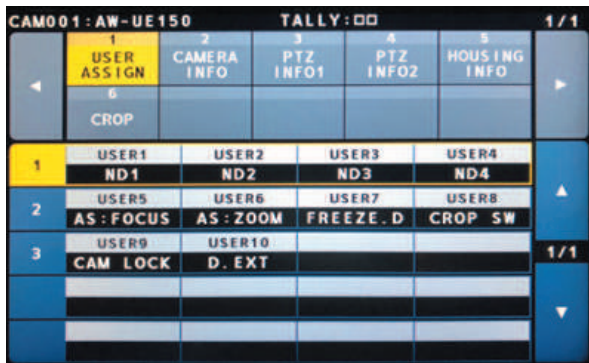 CAM001:AW-UE150 TALLY:□□ 1/1
1 2 3 4 5
USER ASSIGN CAMERA INFO PTZ INFO1 PTZ INFO2 HOUSING INFO
◀ ▶
6
CROP
1 USER1 USER2 USER3 USER4
ND1 ND2 ND3 ND4
▲
2 USER5 USER6 USER7 USER8
AS:FOCUS AS:ZOOM FREEZE.D CROP SW
3 USER9 USER10 1/1
CAM LOCK D.EXT
▼